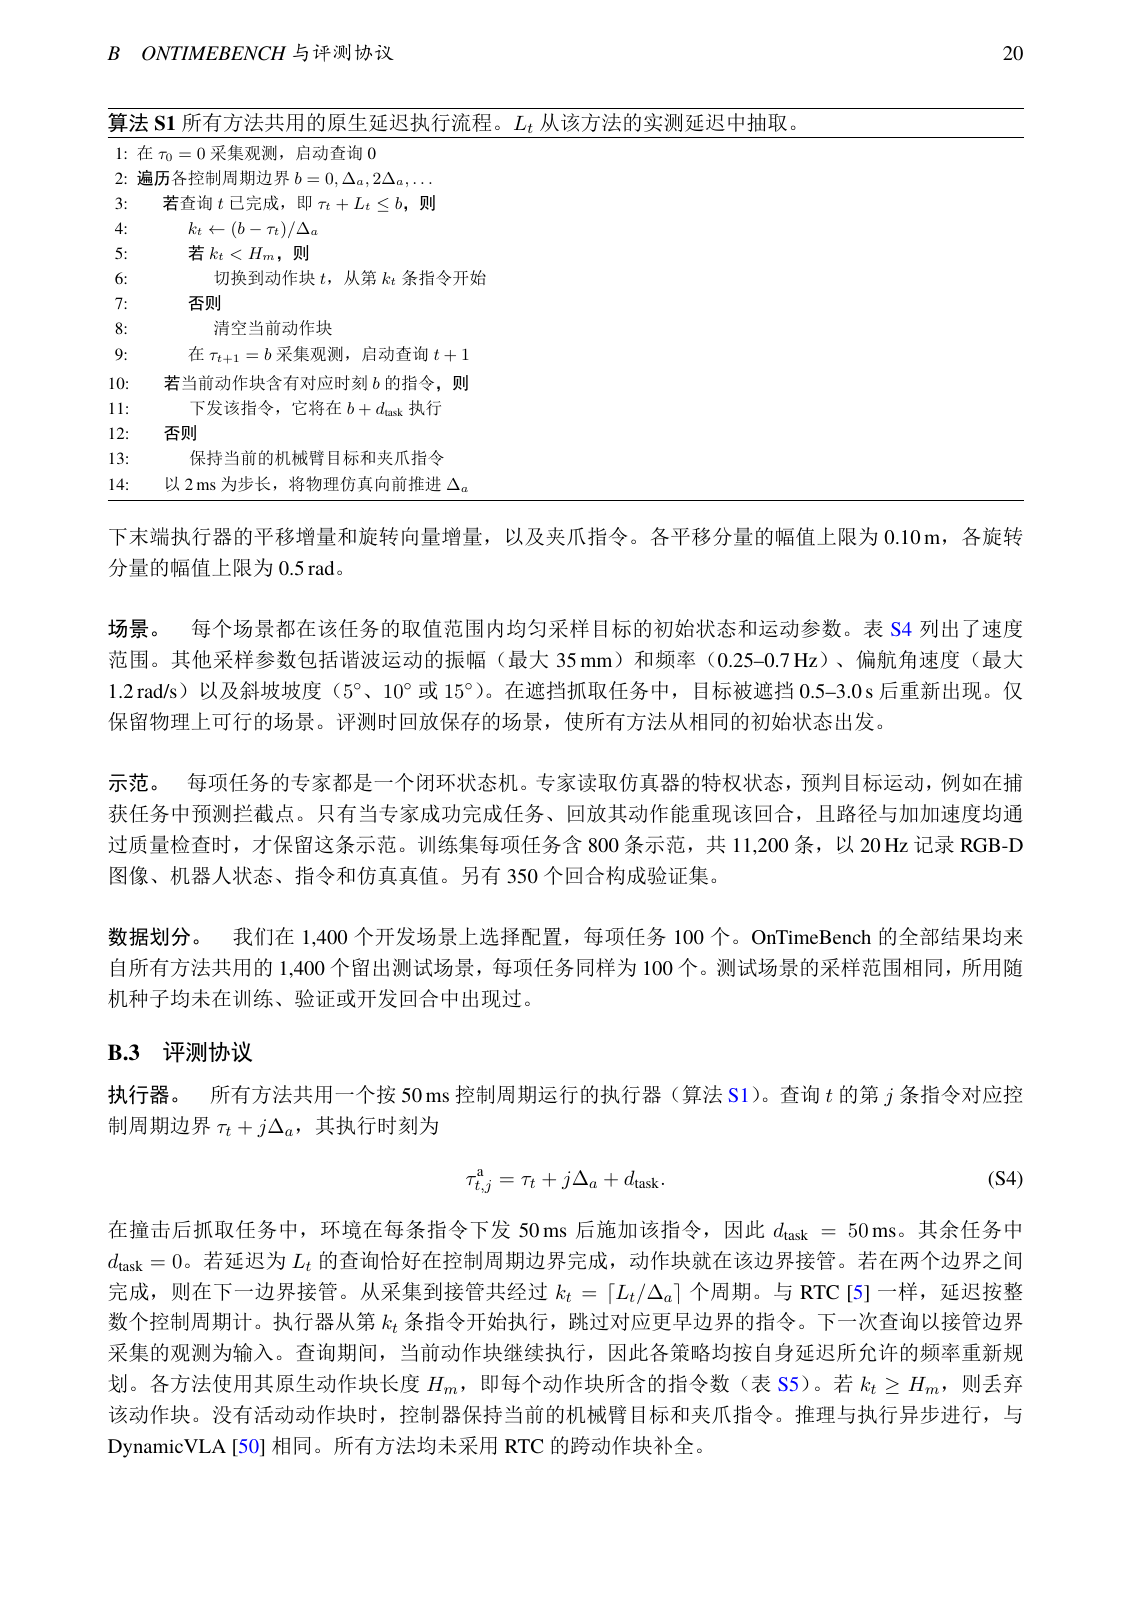 B ONTIMEBENCH 与评测协议 20
算法 S1 所有方法共用的原生延迟执行流程。L_t 从该方法的实测延迟中抽取。
1: 在 τ_0 = 0 采集观测，启动查询 0
2: 遍历各控制周期边界 b = 0, Δ_a, 2Δ_a, . . .
3: 若查询 t 已完成，即 τ_t + L_t ≤ b，则
4: k_t ← (b − τ_t)/Δ_a
5: 若 k_t < H_m，则
6: 切换到动作块 t，从第 k_t 条指令开始
7: 否则
8: 清空当前动作块
9: 在 τ_{t+1} = b 采集观测，启动查询 t + 1
10: 若当前动作块含有对应时刻 b 的指令，则
11: 下发该指令，它将在 b + d_task 执行
12: 否则
13: 保持当前的机械臂目标和夹爪指令
14: 以 2 ms 为步长，将物理仿真向前推进 Δ_a
下末端执行器的平移增量和旋转向量增量，以及夹爪指令。各平移分量的幅值上限为 0.10 m，各旋转
分量的幅值上限为 0.5 rad。
场景。 每个场景都在该任务的取值范围内均匀采样目标的初始状态和运动参数。表 S4 列出了速度
范围。其他采样参数包括谐波运动的振幅（最大 35 mm）和频率（0.25–0.7 Hz）、偏航角速度（最大
1.2 rad/s）以及斜坡坡度（5°、10° 或 15°）。在遮挡抓取任务中，目标被遮挡 0.5–3.0 s 后重新出现。仅
保留物理上可行的场景。评测时回放保存的场景，使所有方法从相同的初始状态出发。
示范。 每项任务的专家都是一个闭环状态机。专家读取仿真器的特权状态，预判目标运动，例如在捕
获任务中预测拦截点。只有当专家成功完成任务、回放其动作能重现该回合，且路径与加加速度均通
过质量检查时，才保留这条示范。训练集每项任务含 800 条示范，共 11,200 条，以 20 Hz 记录 RGB-D
图像、机器人状态、指令和仿真真值。另有 350 个回合构成验证集。
数据划分。 我们在 1,400 个开发场景上选择配置，每项任务 100 个。OnTimeBench 的全部结果均来
自所有方法共用的 1,400 个留出测试场景，每项任务同样为 100 个。测试场景的采样范围相同，所用随
机种子均未在训练、验证或开发回合中出现过。
B.3 评测协议
执行器。 所有方法共用一个按 50 ms 控制周期运行的执行器（算法 S1）。查询 t 的第 j 条指令对应控
制周期边界 τ_t + jΔ_a，其执行时刻为
τ^a_{t,j} = τ_t + jΔ_a + d_task. (S4)
在撞击后抓取任务中，环境在每条指令下发 50 ms 后施加该指令，因此 d_task = 50 ms。其余任务中
d_task = 0。若延迟为 L_t 的查询恰好在控制周期边界完成，动作块就在该边界接管。若在两个边界之间
完成，则在下一边界接管。从采集到接管共经过 k_t = ⌈L_t/Δ_a⌉ 个周期。与 RTC [5] 一样，延迟按整
数个控制周期计。执行器从第 k_t 条指令开始执行，跳过对应更早边界的指令。下一次查询以接管边界
采集的观测为输入。查询期间，当前动作块继续执行，因此各策略均按自身延迟所允许的频率重新规
划。各方法使用其原生动作块长度 H_m，即每个动作块所含的指令数（表 S5）。若 k_t ≥ H_m，则丢弃
该动作块。没有活动动作块时，控制器保持当前的机械臂目标和夹爪指令。推理与执行异步进行，与
DynamicVLA [50] 相同。所有方法均未采用 RTC 的跨动作块补全。